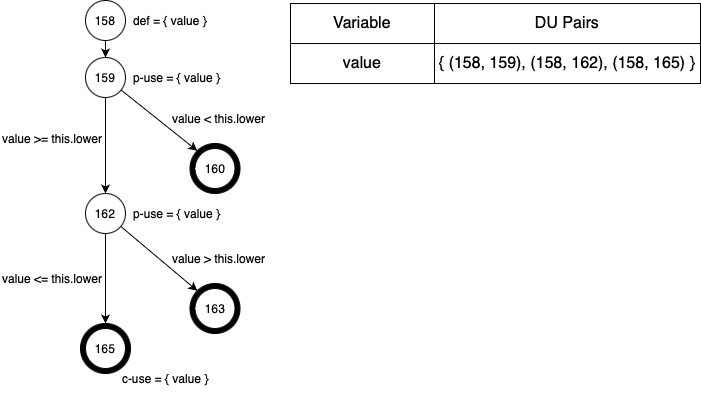 158
def = { value }
159
p-use = { value }
value >= this.lower
value < this.lower
160
162
p-use = { value }
value <= this.lower
value > this.lower
163
165
c-use = { value }
Variable
DU Pairs
value
{ (158, 159), (158, 162), (158, 165) }